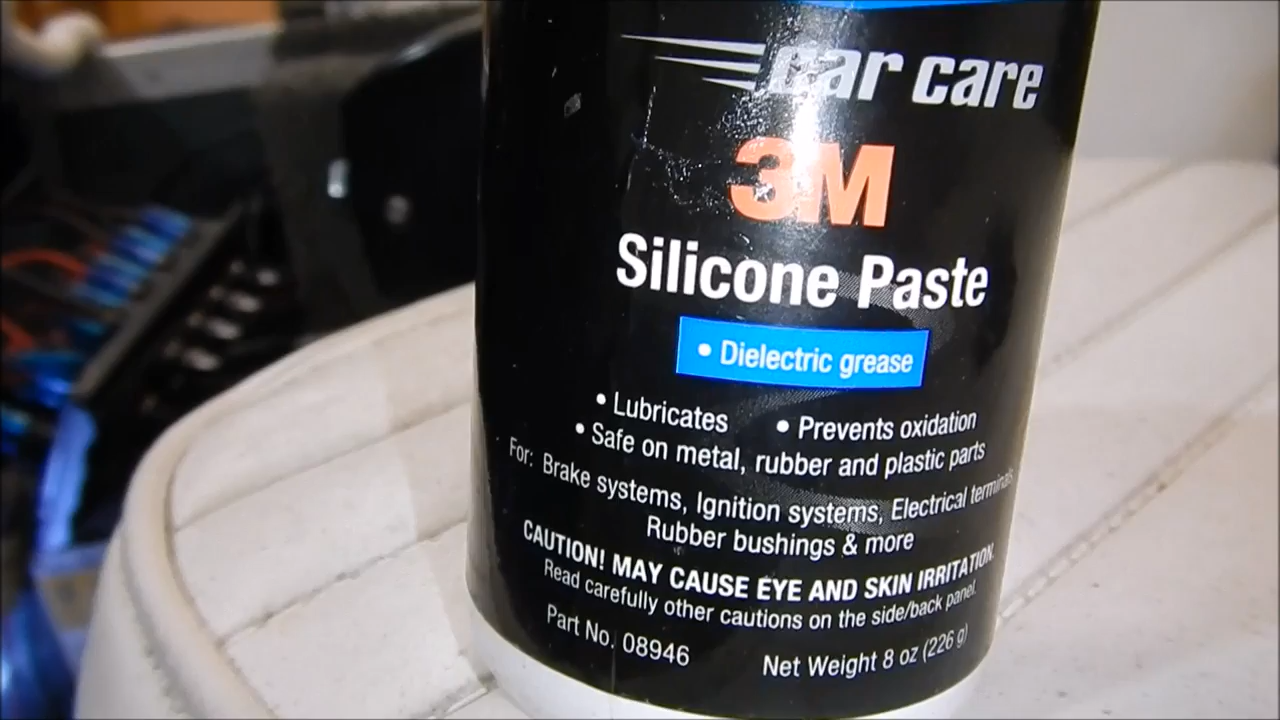 car care
3M
Silicone Paste
• Dielectric grease
• Lubricates • Prevents oxidation
• Safe on metal, rubber and plastic parts
For: Brake systems, Ignition systems, Electrical terminals
Rubber bushings & more
CAUTION! MAY CAUSE EYE AND SKIN IRRITATION.
Read carefully other cautions on the side/back panel.
Part No. 08946 Net Weight 8 oz (226 g)